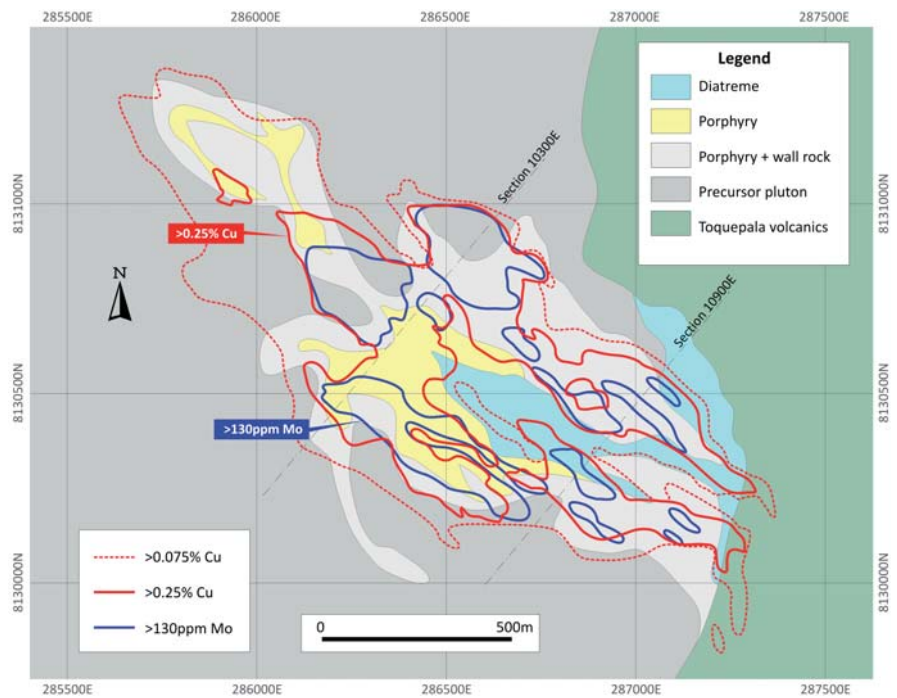 285500E 286000E 286500E 287000E 287500E
Legend
Diatreme
Porphyry
Porphyry + wall rock
Precursor pluton
Toquepala volcanics
Section 10300E
8131000N 8131000N
>0.25% Cu
N
Section 10900E
8130500N 8130500N
>130ppm Mo
>0.075% Cu
>0.25% Cu
>130ppm Mo
8130000N 8130000N
0 500m
285500E 286000E 286500E 287000E 287500E